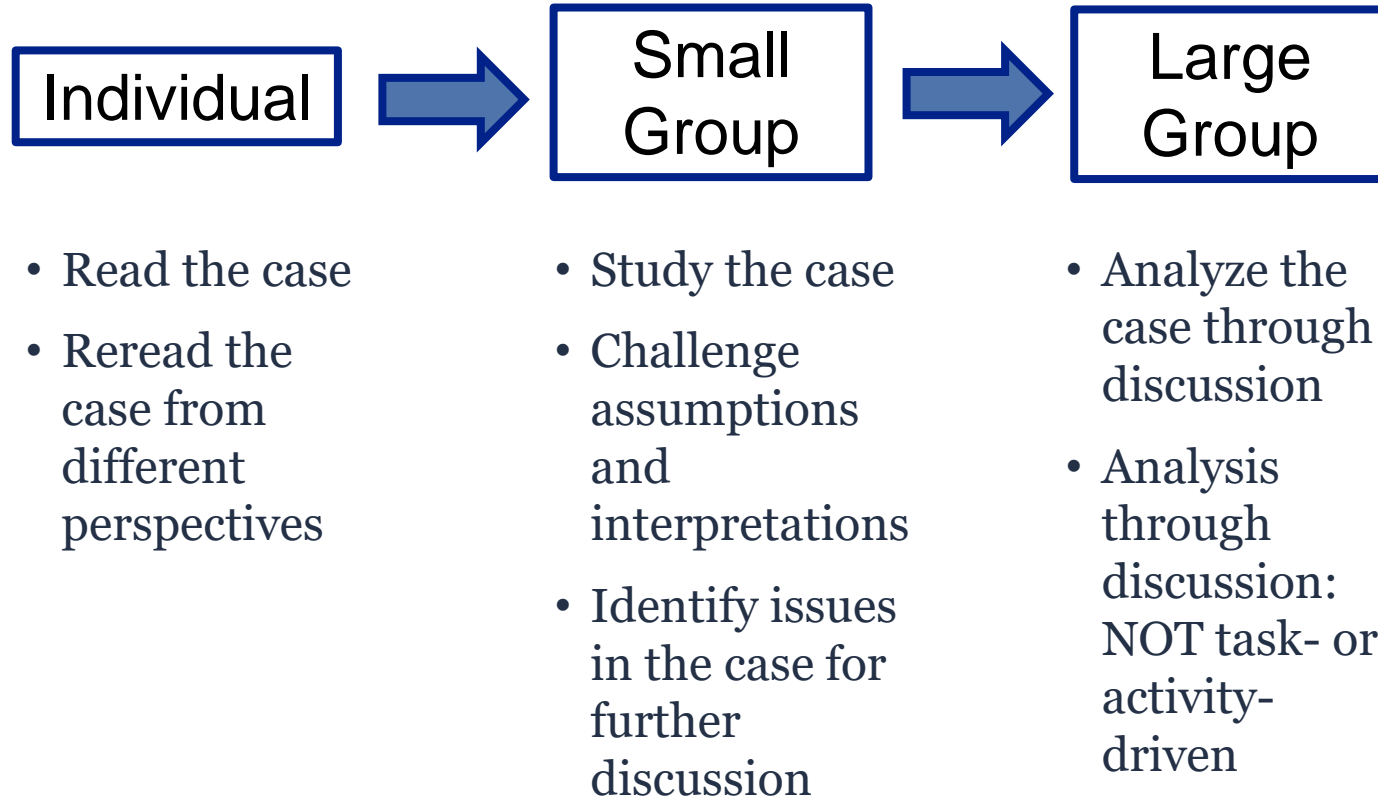 Individual
Small
Group
Large
Group
• Read the case
• Reread the
case from
different
perspectives
• Study the case
• Challenge
assumptions
and
interpretations
• Identify issues
in the case for
further
discussion
• Analyze the
case through
discussion
• Analysis
through
discussion:
NOT task- or
activity-
driven